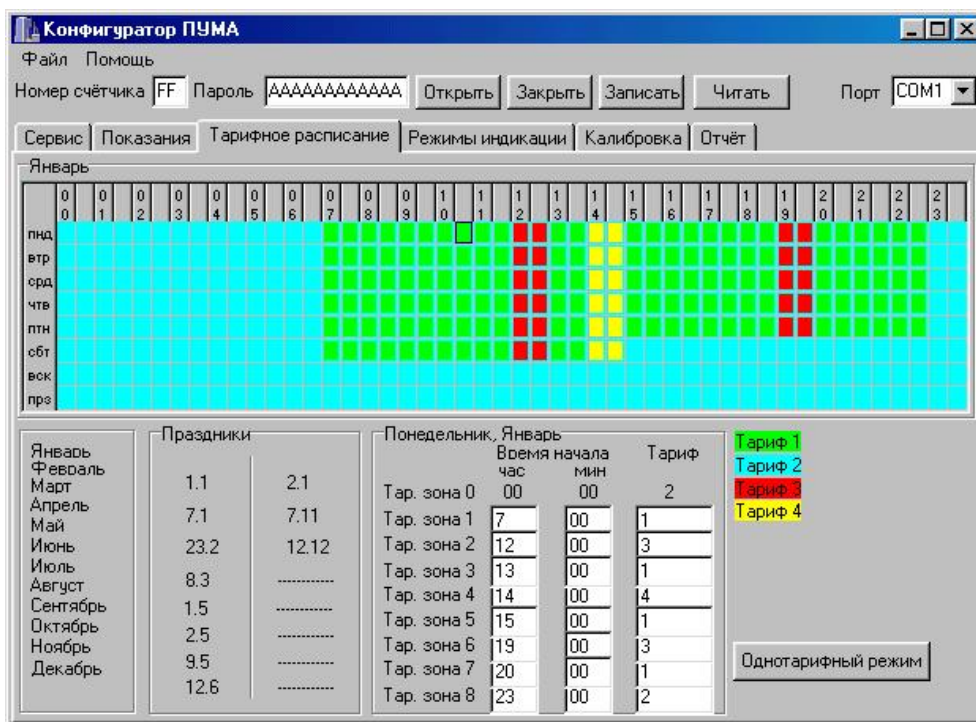 Конфигуратор ПУМА
Файл Помощь
Номер счётчика FF Пароль АААААААААААА Открыть Закрыть Записать Читать Порт COM1
Сервис Показания Тарифное расписание Режимы индикации Калибровка Отчёт
Январь
00 01 02 03 04 05 06 07 08 09 10 11 12 13 14 15 16 17 18 19 20 21 22 23
пнд
втр
срд
чтв
птн
сбт
вск
прз
Январь
Февраль
Март
Апрель
Май
Июнь
Июль
Август
Сентябрь
Октябрь
Ноябрь
Декабрь
Праздники
1.1 2.1
7.1 7.11
23.2 12.12
8.3 ------------
1.5 ------------
2.5 ------------
9.5 ------------
12.6 ------------
Понедельник, Январь
Время начала Тариф
час мин
Тар. зона 0 00 00 2
Тар. зона 1 7 00 1
Тар. зона 2 12 00 3
Тар. зона 3 13 00 1
Тар. зона 4 14 00 4
Тар. зона 5 15 00 1
Тар. зона 6 19 00 3
Тар. зона 7 20 00 1
Тар. зона 8 23 00 2
Тариф 1
Тариф 2
Тариф 3
Тариф 4
Однотарифный режим